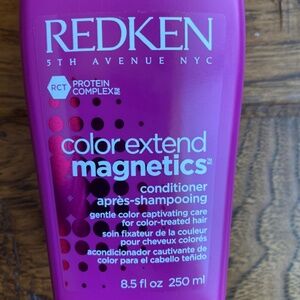 REDKEN
5TH AVENUE NYC
RCT
PROTEIN
COMPLEX
color extend
magnetics
conditioner
après-shampooing
gentle color captivating care
for color-treated hair
soin fixateur de la couleur
pour cheveux colorés
acondicionador cautivante de
color para el cabello teñido
8.5 fl oz 250 ml